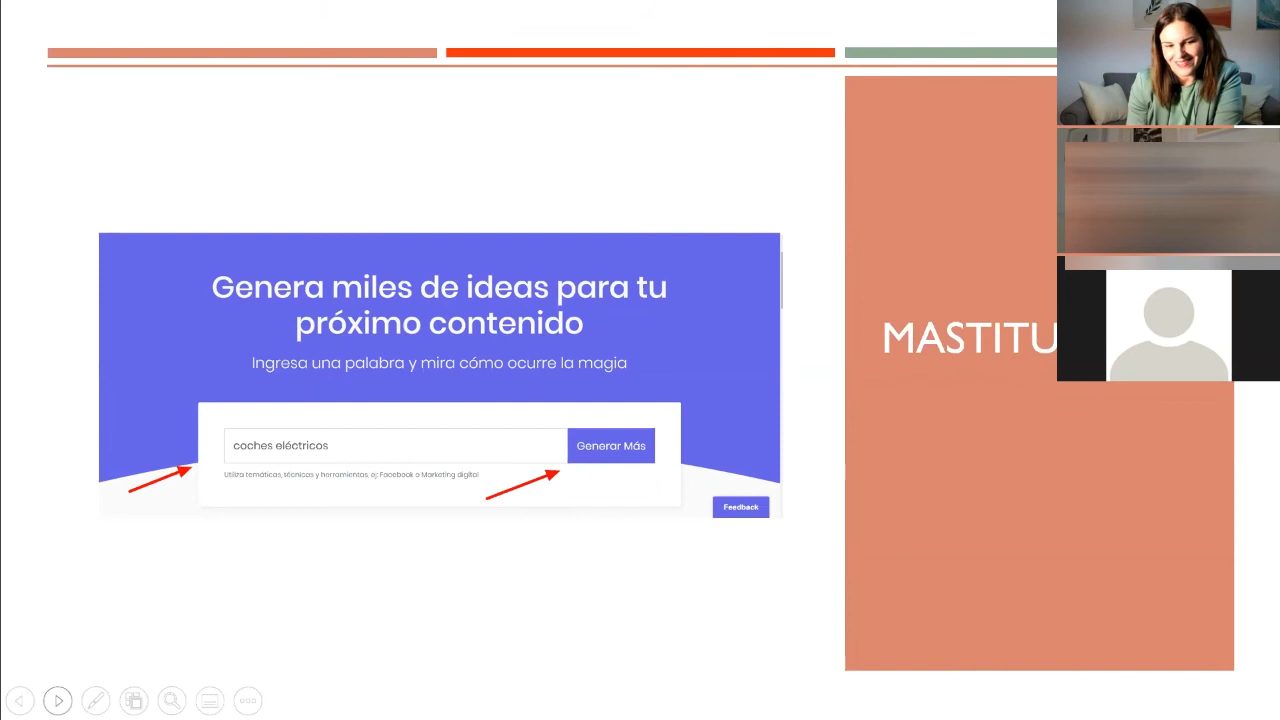 Genera miles de ideas para tu
próximo contenido
Ingresa una palabra y mira cómo ocurre la magia
coches eléctricos
Generar Más
Utiliza temáticas, técnicas y herramientas, ej: Facebook o Marketing digital
Feedback
MASTITU